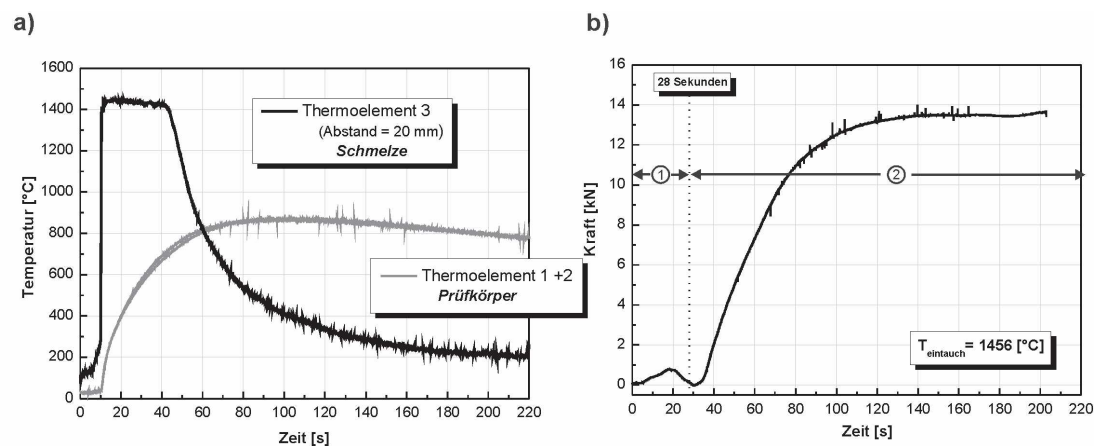 a)
Temperatur [°C]
1600
1400
1200
1000
800
600
400
200
0
0 20 40 60 80 100 120 140 160 180 200 220
Zeit [s]
Thermoelement 3
(Abstand = 20 mm)
Schmelze
Thermoelement 1 +2
Prüfkörper
b)
Kraft [kN]
16
14
12
10
8
6
4
2
0
0 20 40 60 80 100 120 140 160 180 200 220
Zeit [s]
28 Sekunden
1
2
T eintauch = 1456 [°C]